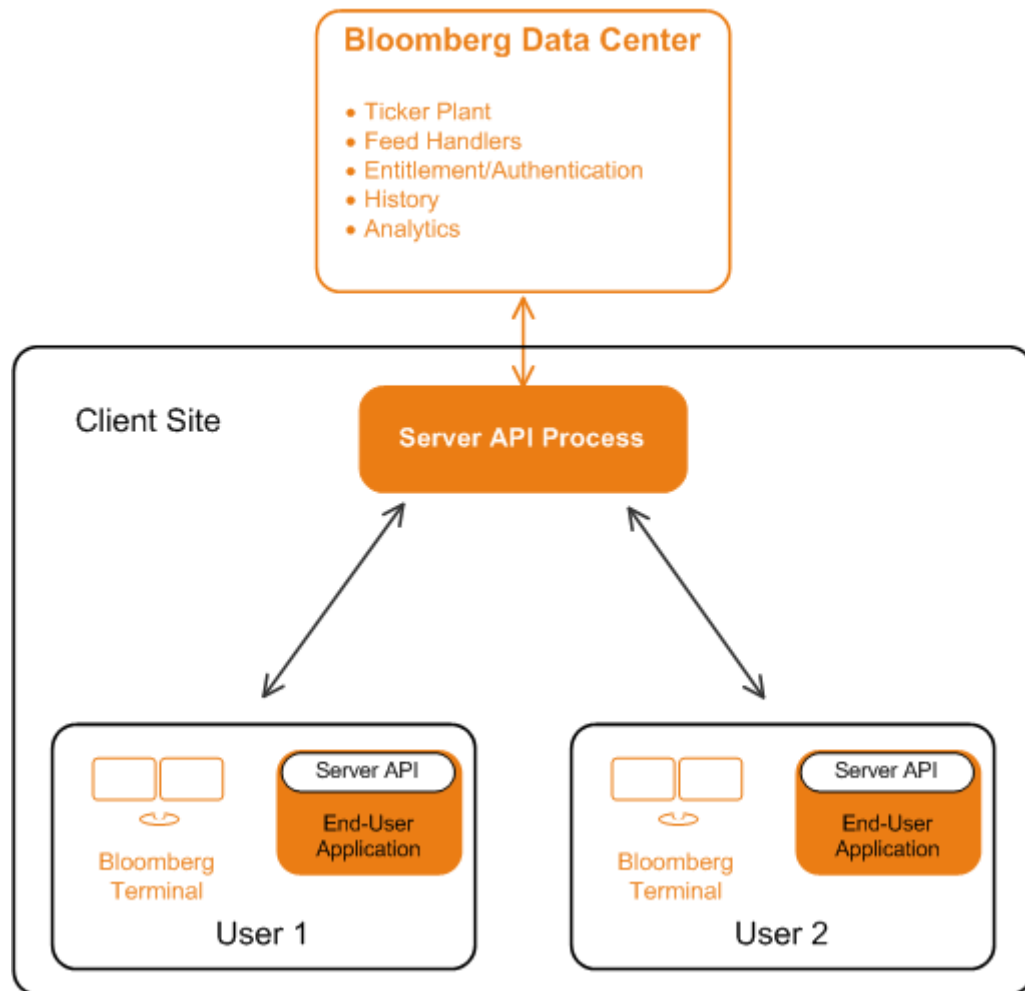 Bloomberg Data Center
• Ticker Plant
• Feed Handlers
• Entitlement/Authentication
• History
• Analytics
Client Site
Server API Process
Server API
End-User
Application
Bloomberg
Terminal
User 1
Server API
End-User
Application
Bloomberg
Terminal
User 2